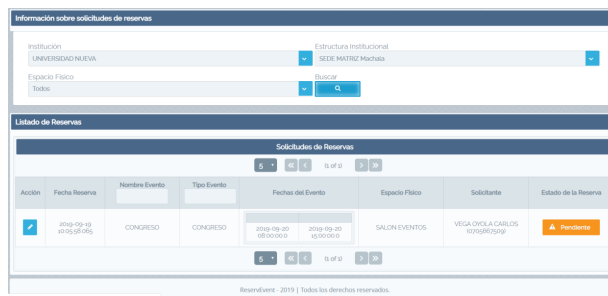 Información sobre solicitudes de reservas
Institución Estructura Institucional
UNIVERSIDAD NUEVA SEDE MATRIZ Machala
Espacio Físico Buscar
Todos
Listado de Reservas
Solicitudes de Reservas
5 (1 of 1)
Acción Fecha Reserva Nombre Evento Tipo Evento Fechas del Evento Espacio Físico Solicitante Estado de la Reserva
2019-09-19 10:05:58.065 CONGRESO CONGRESO 2019-09-20 08:00:00.0 2019-09-20 15:00:00.0 SALON EVENTOS VEGA OYOLA CARLOS (0705667509) Pendiente
5 (1 of 1)
ReservEvent - 2019 | Todos los derechos reservados.